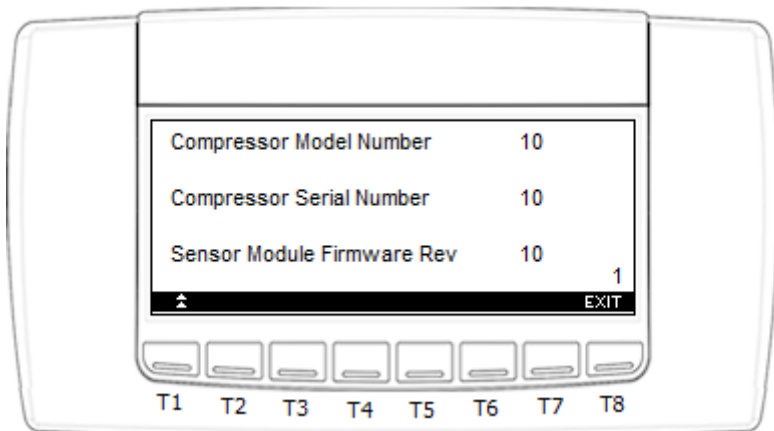 Compressor Model Number 10
Compressor Serial Number 10
Sensor Module Firmware Rev 10
1
EXIT
T1 T2 T3 T4 T5 T6 T7 T8